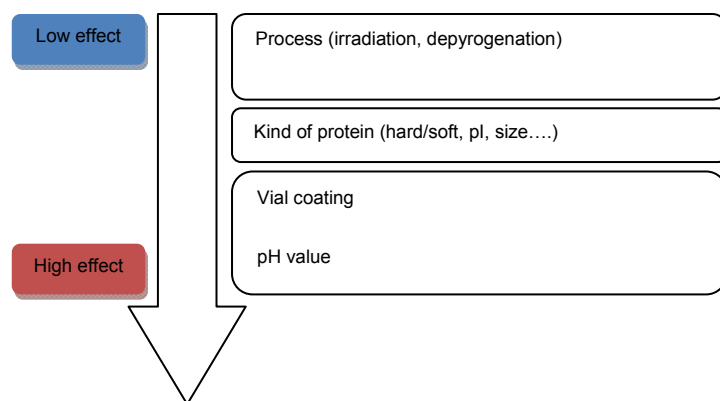 Low effect
Process (irradiation, depyrogenation)
Kind of protein (hard/soft, pI, size….)
Vial coating
High effect
pH value